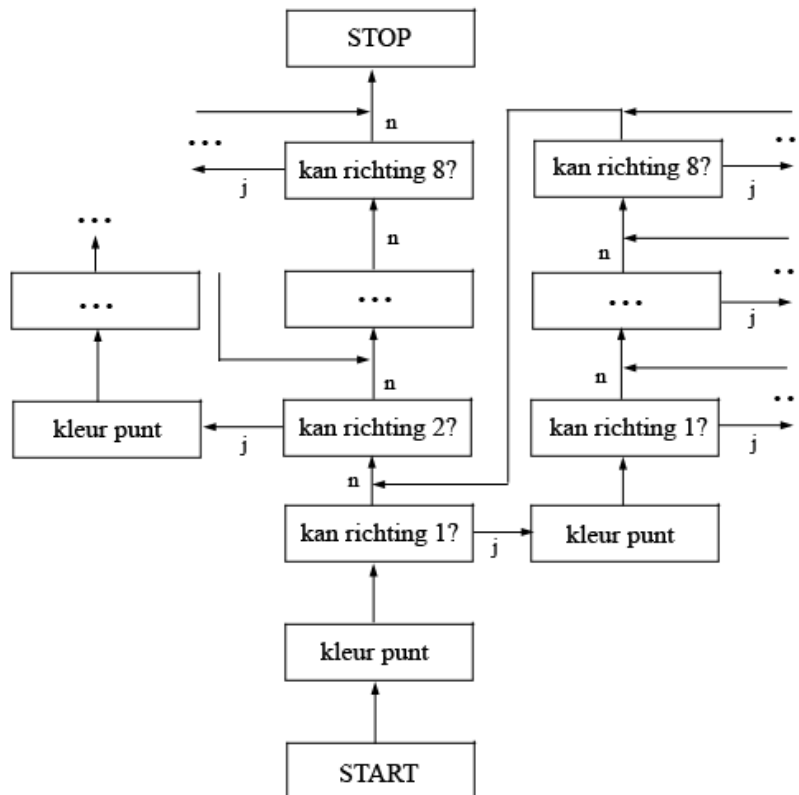 STOP
n
...
kan richting 8?
j
kan richting 8?
j
..
...
n
n
..
...
...
...
j
n
n
..
kleur punt
j
kan richting 2?
kan richting 1?
j
n
kan richting 1?
j
kleur punt
kleur punt
START